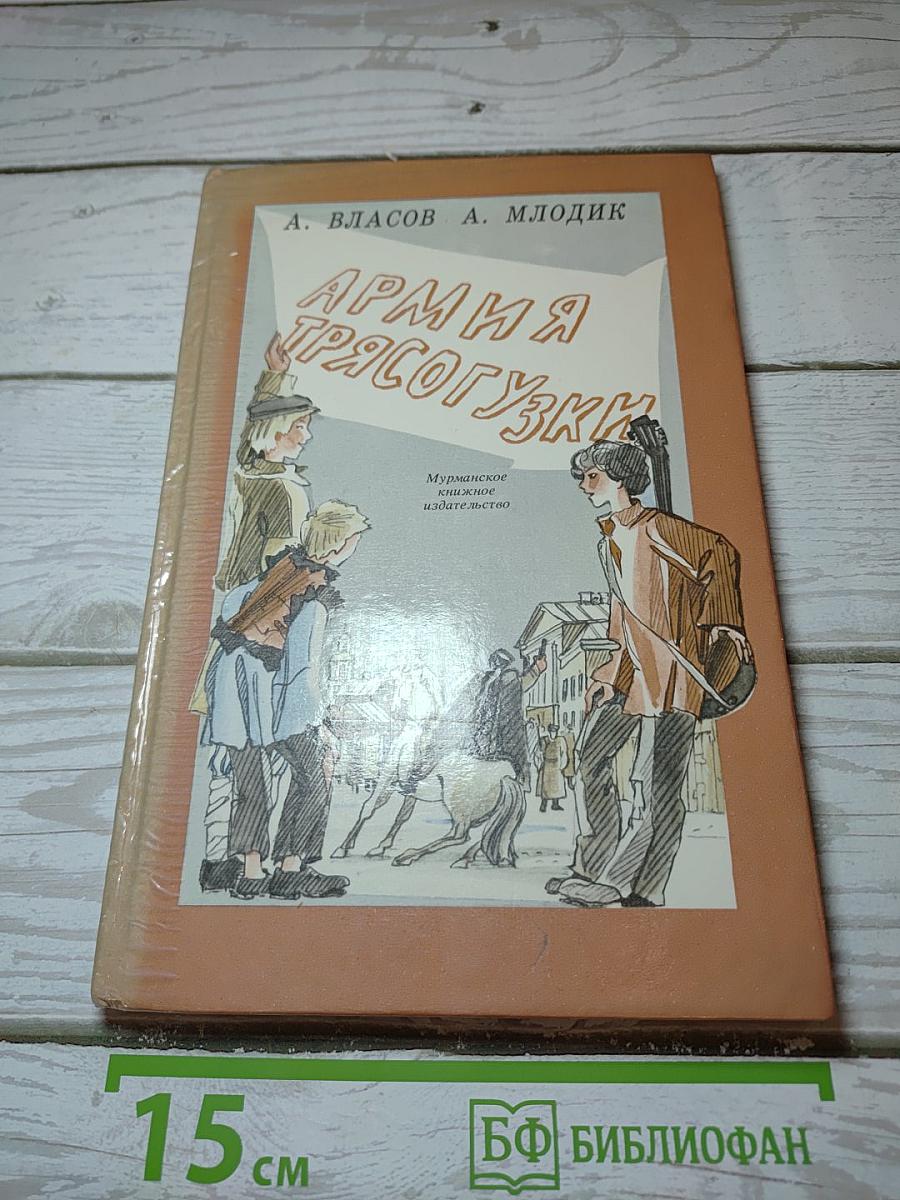 А. ВЛАСОВ А. МЛОДИК
АРМИЯ
ТРЯСОГУЗКИ
Мурманское
книжное
издательство
15 см
БФ БИБЛИОФАН